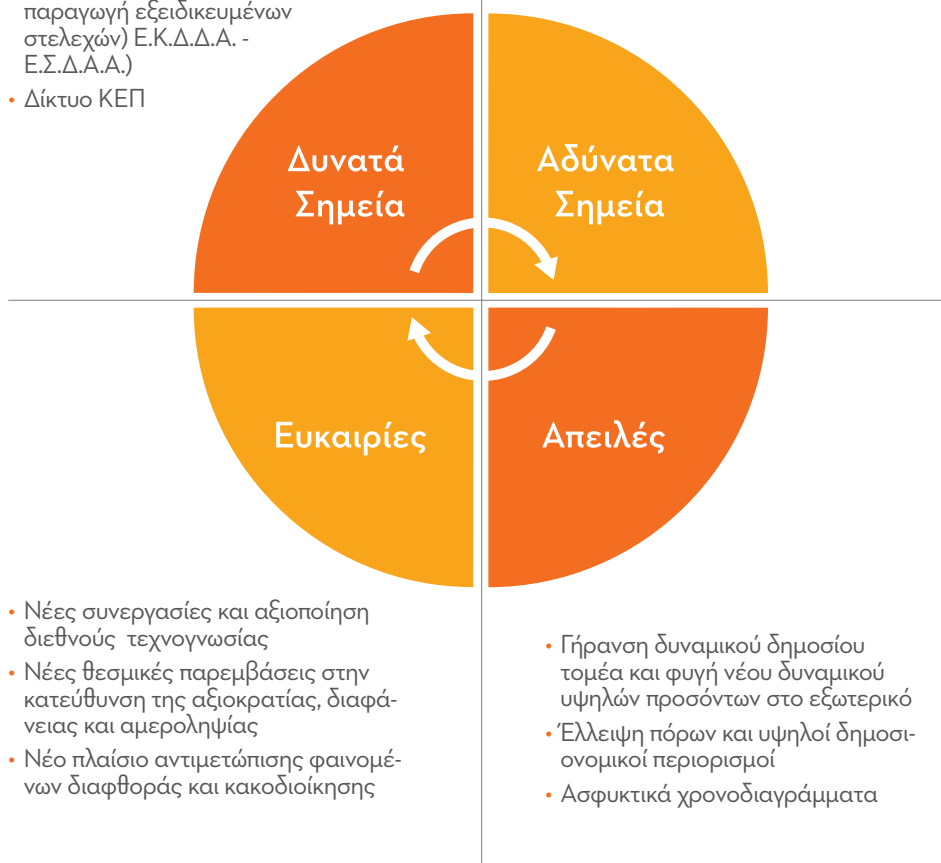 παραγωγή εξειδικευμένων
στελεχών) Ε.Κ.Δ.Δ.Α. -
Ε.Σ.Δ.Α.Α.)
• Δίκτυο ΚΕΠ
Δυνατά
Σημεία
Αδύνατα
Σημεία
Ευκαιρίες
Απειλές
• Νέες συνεργασίες και αξιοποίηση
διεθνούς τεχνογνωσίας
• Νέες θεσμικές παρεμβάσεις στην
κατεύθυνση της αξιοκρατίας, διαφά-
νειας και αμεροληψίας
• Νέο πλαίσιο αντιμετώπισης φαινομέ-
νων διαφθοράς και κακοδιοίκησης
• Γήρανση δυναμικού δημοσίου
τομέα και φυγή νέου δυναμικού
υψηλών προσόντων στο εξωτερικό
• Έλλειψη πόρων και υψηλοί δημοσι-
ονομικοί περιορισμοί
• Ασφυκτικά χρονοδιαγράμματα